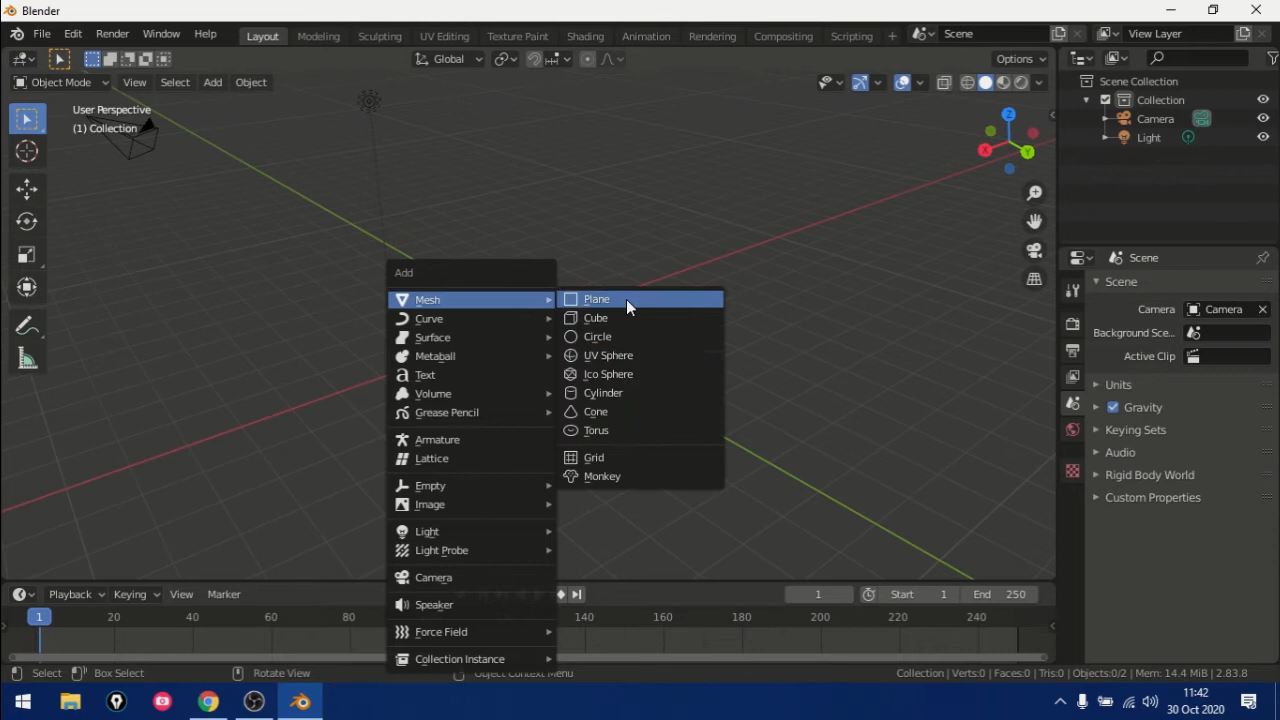 Blender
File Edit Render Window Help Layout Modeling Sculpting UV Editing Texture Paint Shading Animation Rendering Compositing Scripting + Scene View Layer
Global Options
Object Mode View Select Add Object
User Perspective
(1) Collection
Z
X
Y
Scene Collection
Collection
Camera
Light
Add
Mesh
Curve
Surface
Metaball
Text
Volume
Grease Pencil
Armature
Lattice
Empty
Image
Light
Light Probe
Camera
Speaker
Force Field
Collection Instance
Plane
Cube
Circle
UV Sphere
Ico Sphere
Cylinder
Cone
Torus
Grid
Monkey
Scene
Scene
Camera Camera
Background Sce...
Active Clip
Units
Gravity
Keying Sets
Audio
Rigid Body World
Custom Properties
Playback Keying View Marker 1 Start 1 End 250
1 20 40 60 80 140 160 180 200 220 240
Select Box Select Rotate View Object Context Menu Collection | Verts:0 | Faces:0 | Tris:0 | Objects:0/2 | Mem: 14.4 MiB | 2.83.8
11:42
30 Oct 2020